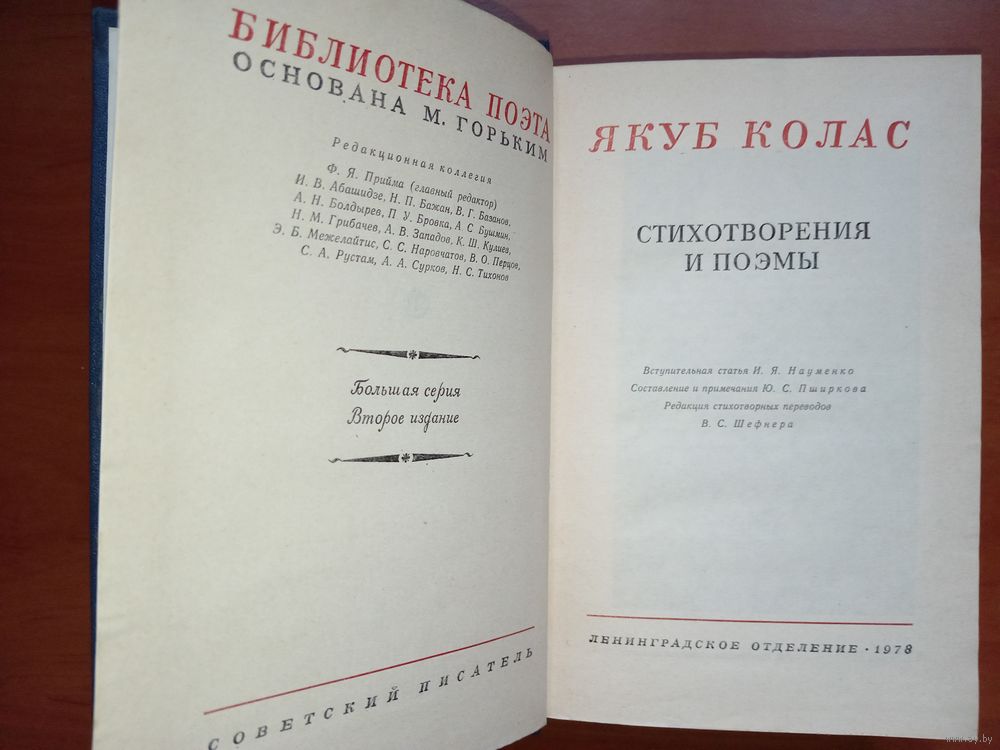 БИБЛИОТЕКА ПОЭТА
ОСНОВАНА М. ГОРЬКИМ
Редакционная коллегия
Ф. Я. Прийма (главный редактор)
И. В. Абашидзе, Н. П. Бажан, В. Г. Базанов,
А. Н. Болдырев, П. У. Бровка, А. С. Бушмин,
Н. М. Грибачев, А. В. Западов, К. Ш. Кулиев,
Э. Б. Межелайтис, С. С. Наровчатов, В. О. Перцов,
С. А. Рустам, А. А. Сурков, Н. С. Тихонов
Большая серия
Второе издание
СОВЕТСКИЙ ПИСАТЕЛЬ
ЯКУБ КОЛАС
СТИХОТВОРЕНИЯ
И ПОЭМЫ
Вступительная статья И. Я. Науменко
Составление и примечания Ю. С. Пширкова
Редакция стихотворных переводов
В. С. Шефнера
ЛЕНИНГРАДСКОЕ ОТДЕЛЕНИЕ · 1978